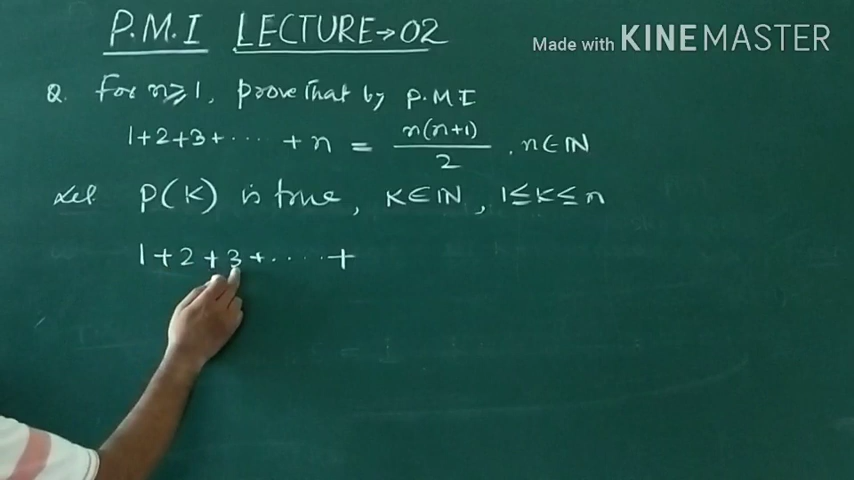 P.M.I LECTURE→02
Made with KINEMASTER
Q. For n≥1, prove that by P.M.I
1+2+3+.... +n = n(n+1)/2 . n∈ℕ
Let P(K) is true, K∈ℕ, 1≤K≤n
1+2+3+.....+